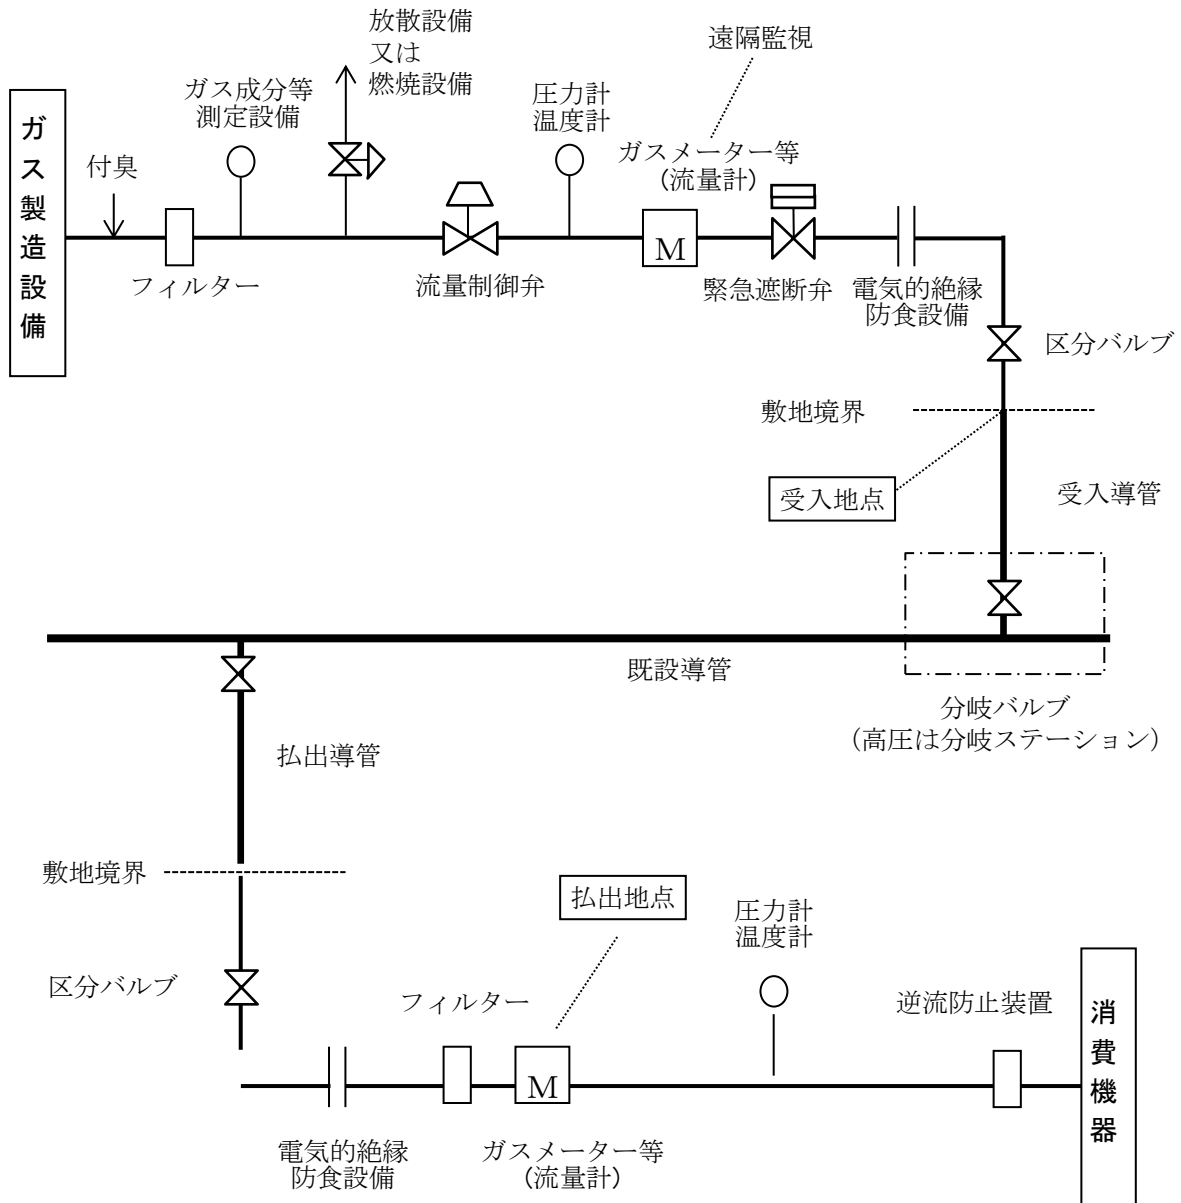 放散設備
又は
燃焼設備
遠隔監視
ガス成分等
測定設備
圧力計
温度計
ガス製造設備
付臭
ガスメーター等
(流量計)
M
フィルター
流量制御弁
緊急遮断弁
電気的絶縁
防食設備
区分バルブ
敷地境界
受入地点
受入導管
既設導管
分岐バルブ
（高圧は分岐ステーション）
払出導管
敷地境界
払出地点
圧力計
温度計
区分バルブ
フィルター
逆流防止装置
消費機器
M
電気的絶縁
防食設備
ガスメーター等
(流量計)